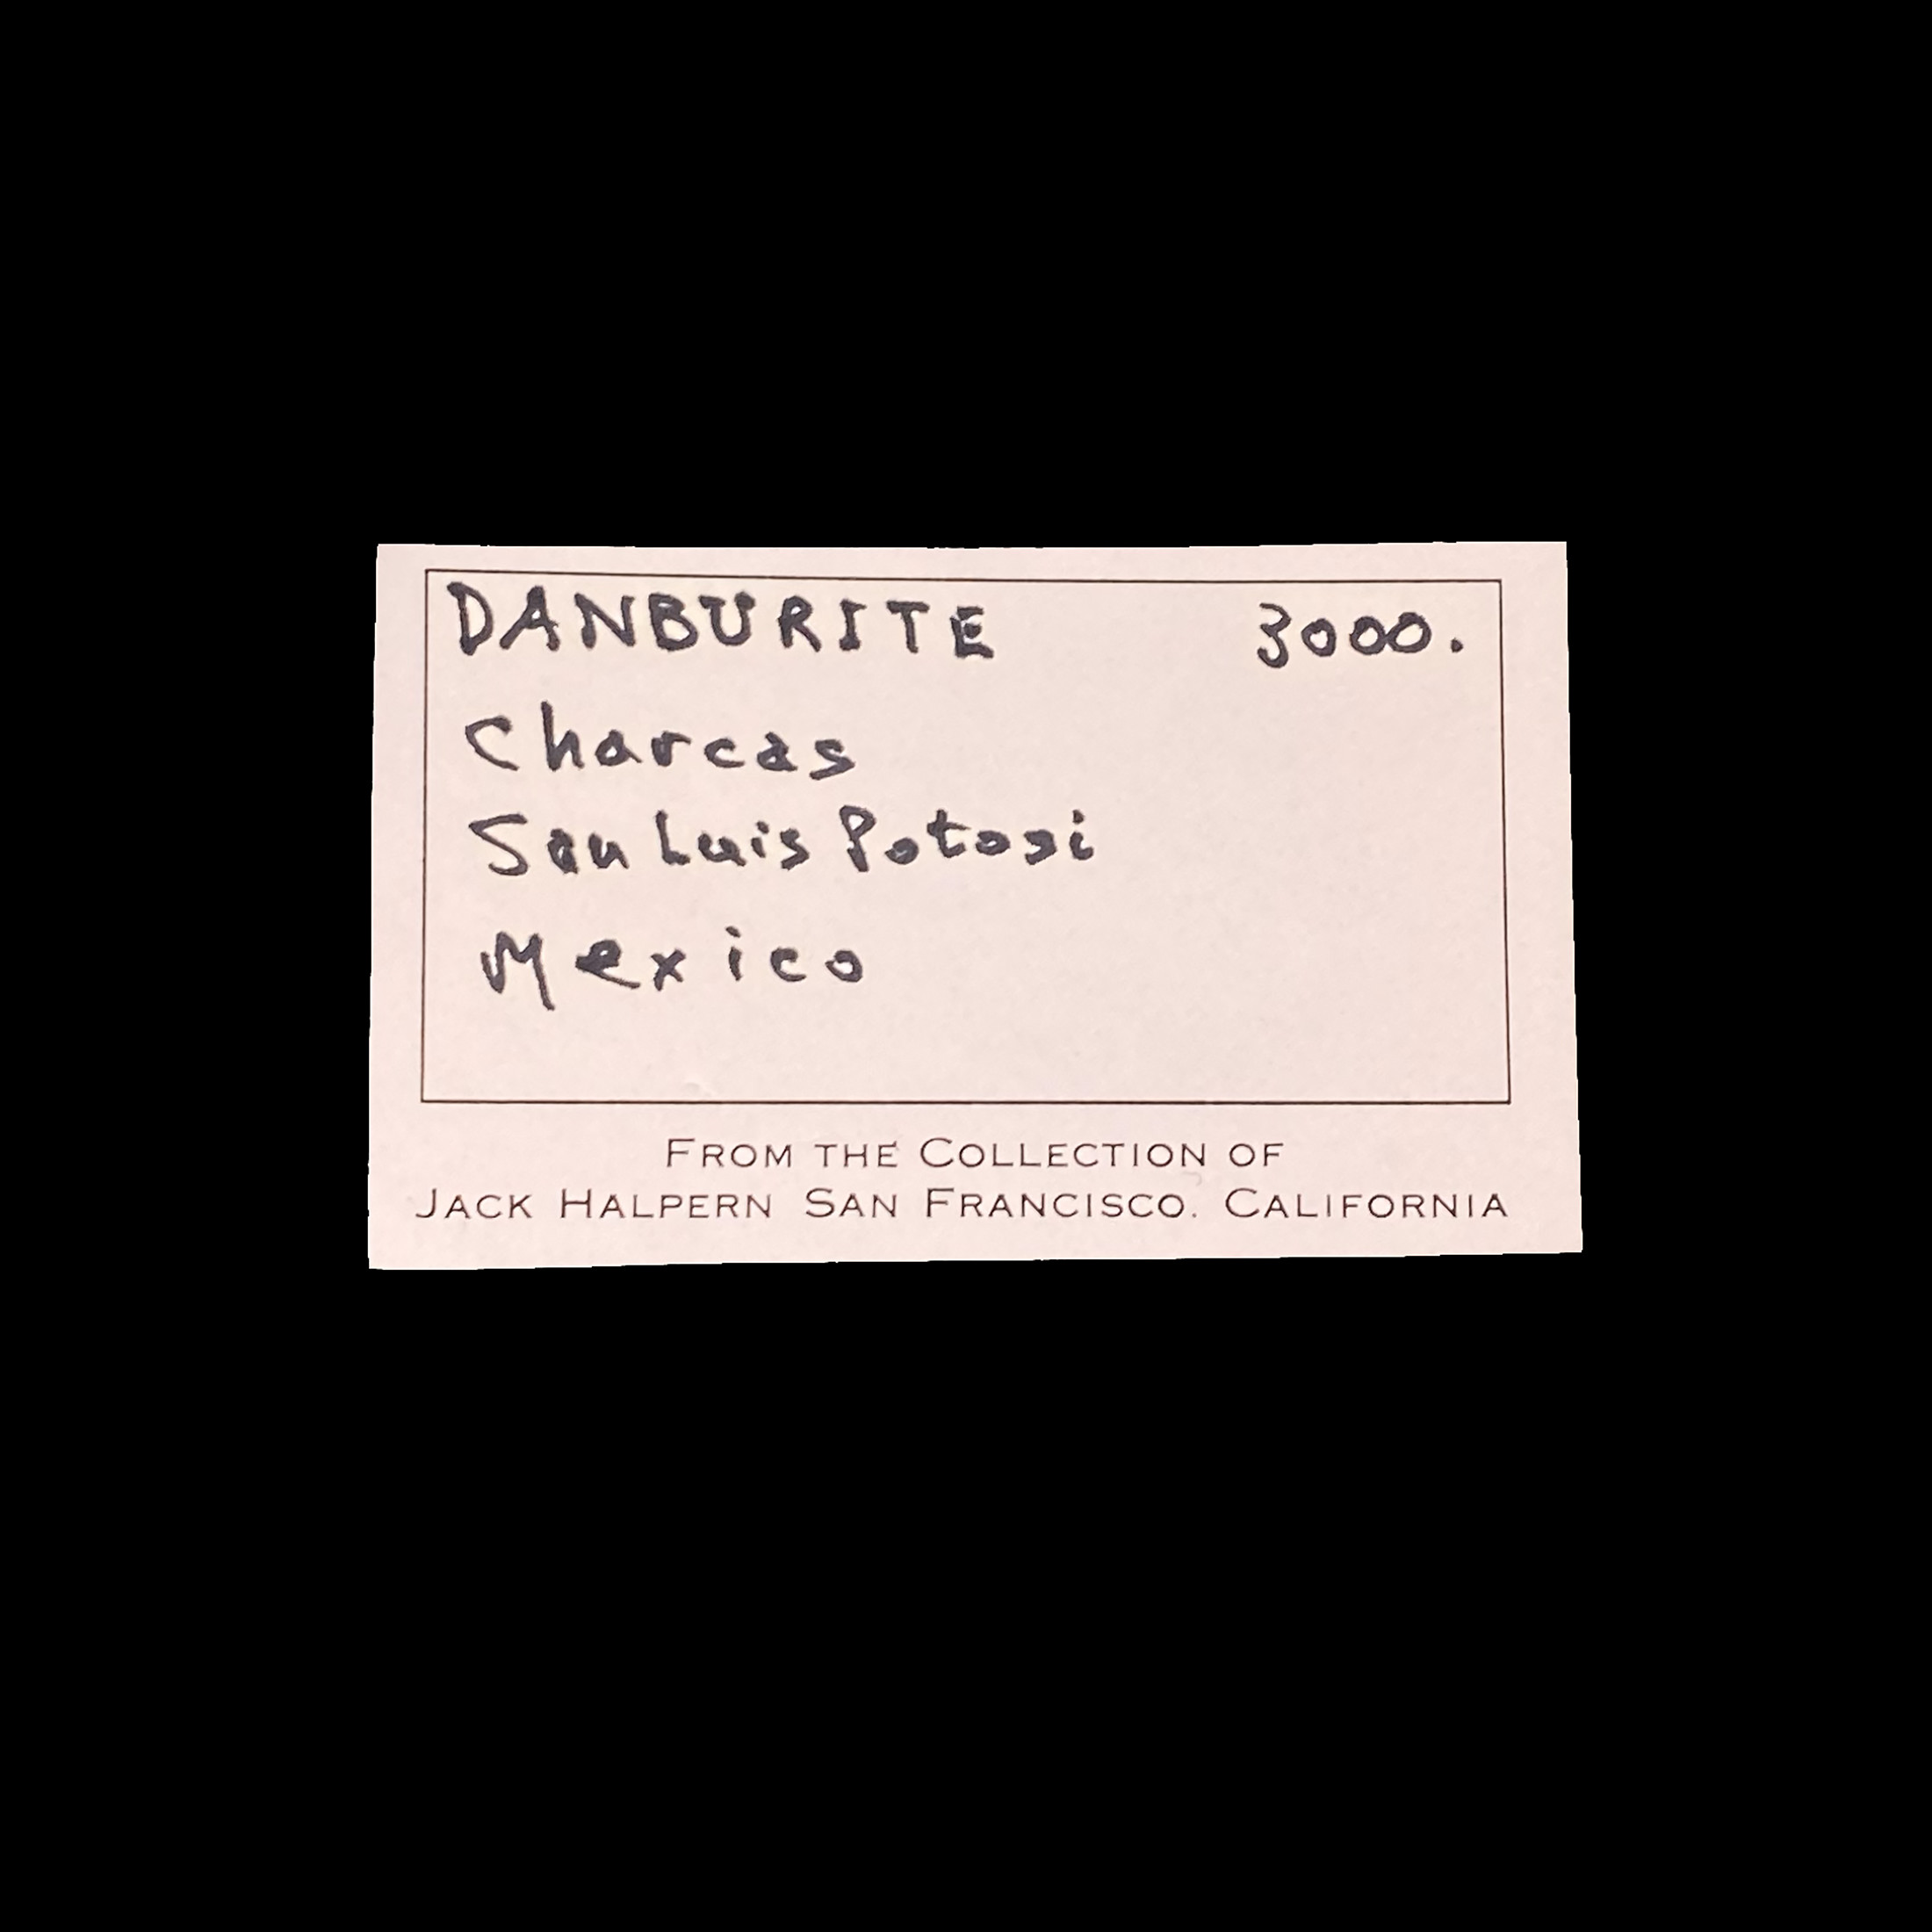 DANBURITE 3000.
Charcas
San Luis Potosi
Mexico
FROM THE COLLECTION OF
JACK HALPERN SAN FRANCISCO. CALIFORNIA